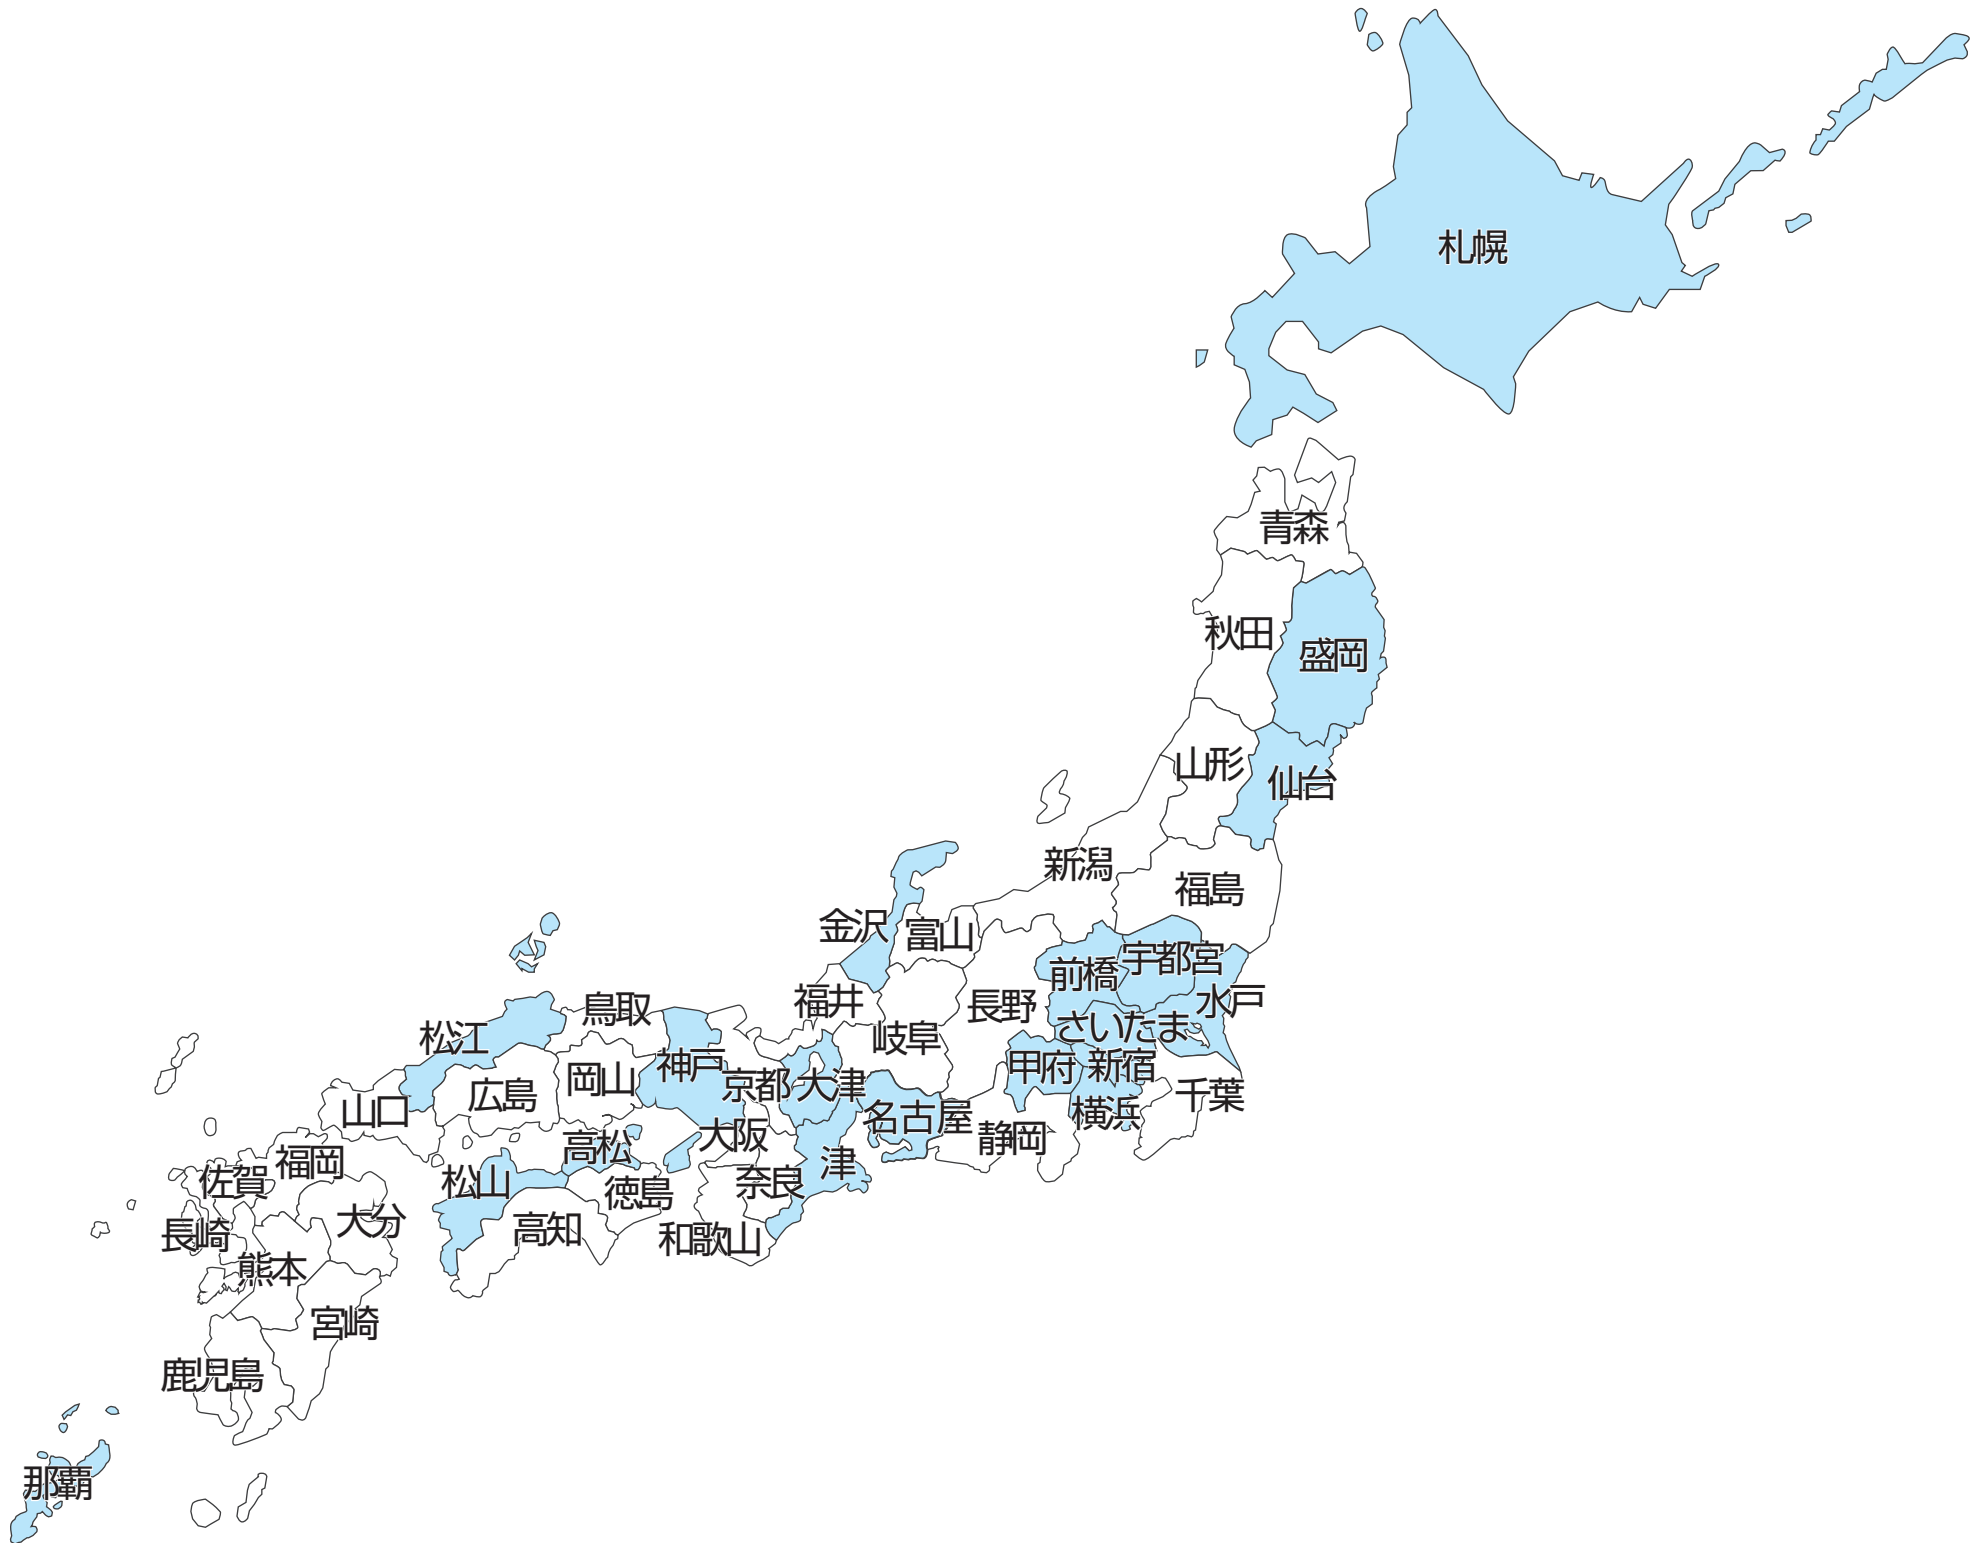 札幌
青森
秋田
盛岡
山形
仙台
新潟
福島
金沢
富山
宇都宮
前橋
水戸
福井
長野
さいたま
鳥取
松江
岐阜
新宿
甲府
神戸
岡山
京都
大津
広島
千葉
山口
横浜
名古屋
静岡
大阪
高松
津
福岡
佐賀
松山
奈良
徳島
大分
高知
長崎
和歌山
熊本
宮崎
鹿児島
那覇